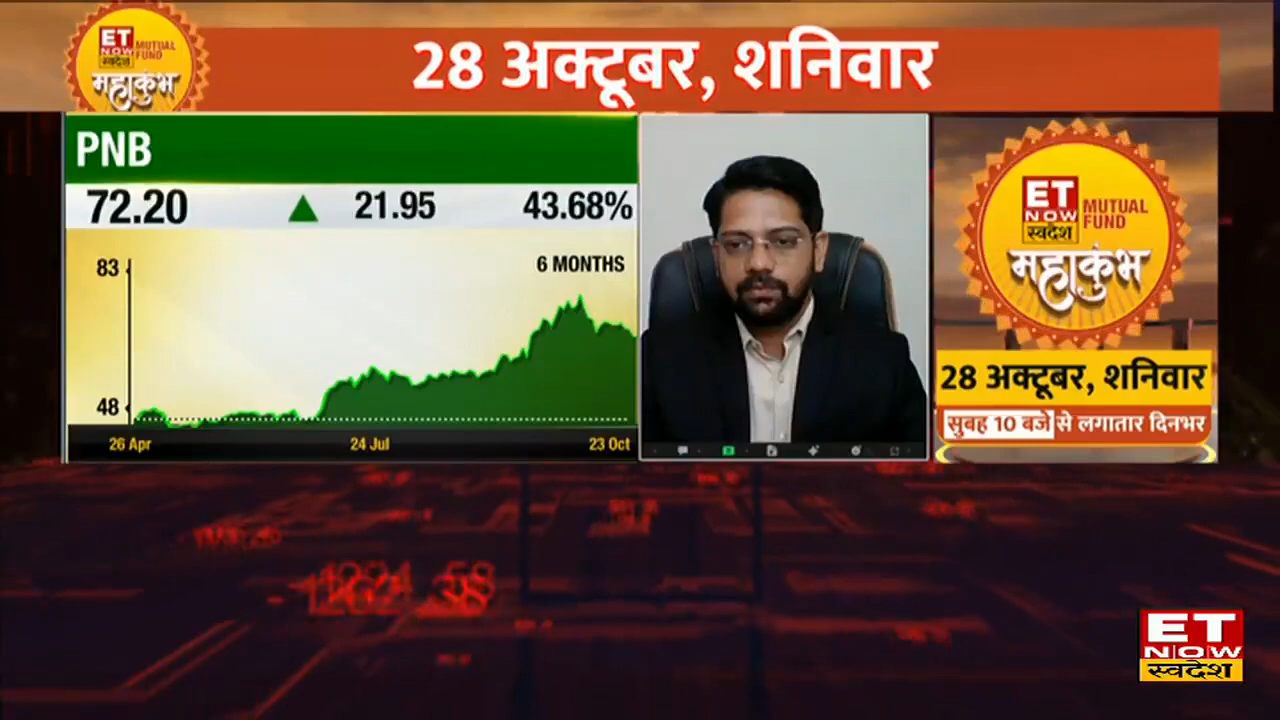 ET
NOW
स्वदेश
MUTUAL
FUND
महाकुंभ
28 अक्टूबर, शनिवार
PNB
72.20 ▲ 21.95 43.68%
6 MONTHS
83
48
26 Apr 24 Jul 23 Oct
ET
NOW
स्वदेश
MUTUAL
FUND
महाकुंभ
28 अक्टूबर, शनिवार
सुबह 10 बजे से लगातार दिनभर
ET
NOW
स्वदेश